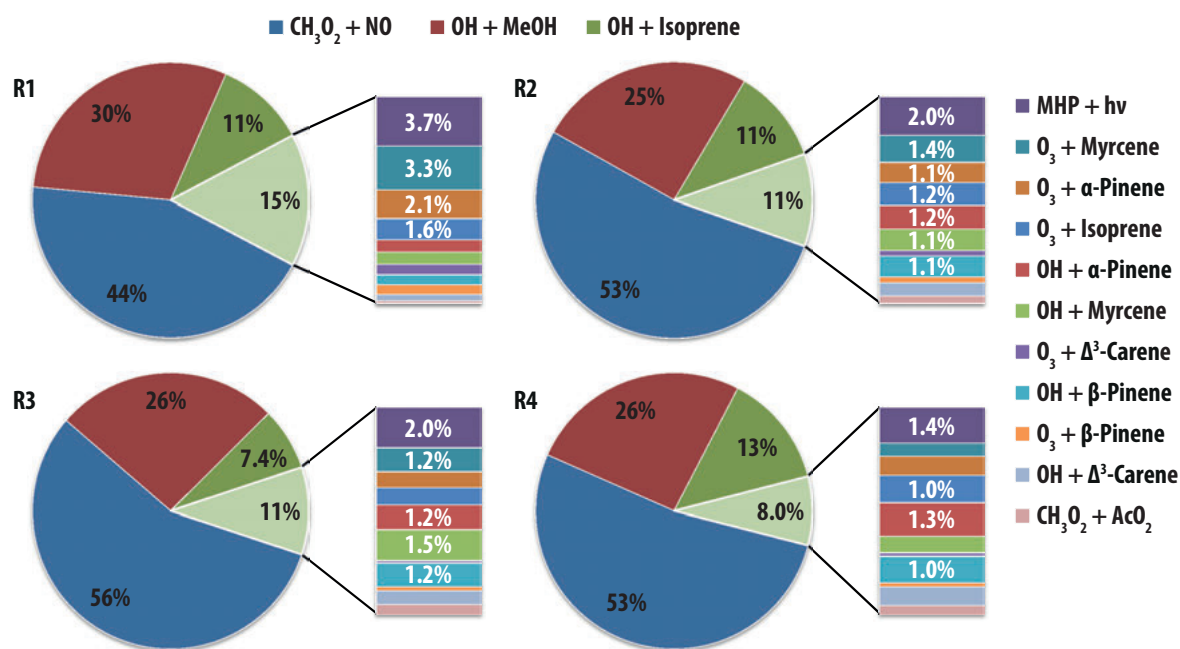 CH₃O₂ + NO OH + MeOH OH + Isoprene
R1
30%
11%
15%
44%
3.7%
3.3%
2.1%
1.6%
R2
25%
11%
11%
53%
2.0%
1.4%
1.1%
1.2%
1.2%
1.1%
1.1%
R3
26%
7.4%
11%
56%
2.0%
1.2%
1.2%
1.5%
1.2%
R4
26%
13%
8.0%
53%
1.4%
1.0%
1.3%
1.0%
MHP + hν
O₃ + Myrcene
O₃ + α-Pinene
O₃ + Isoprene
OH + α-Pinene
OH + Myrcene
O₃ + Δ³-Carene
OH + β-Pinene
O₃ + β-Pinene
OH + Δ³-Carene
CH₃O₂ + AcO₂